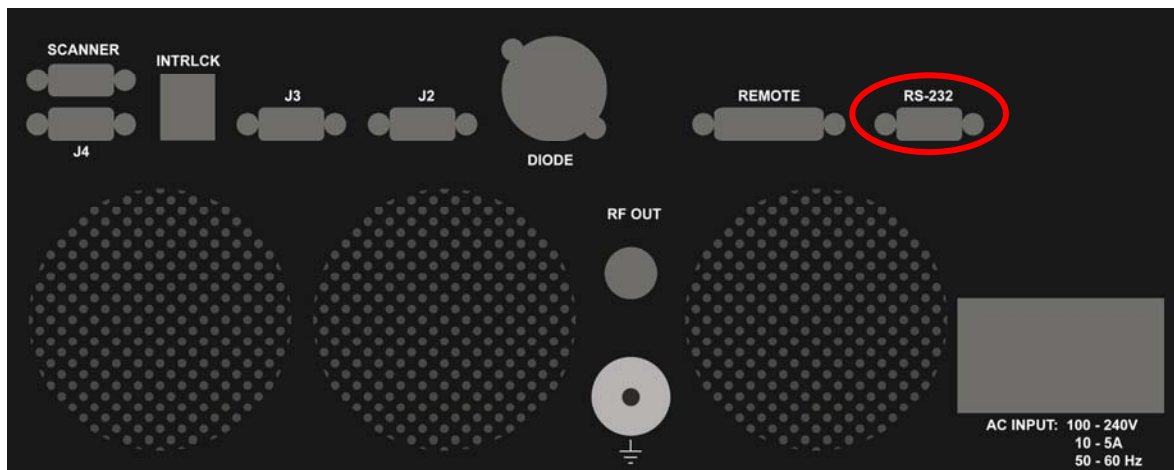 SCANNER
INTRLCK
J3
J2
REMOTE
RS-232
J4
DIODE
RF OUT
AC INPUT: 100 - 240V
10 - 5A
50 - 60 Hz